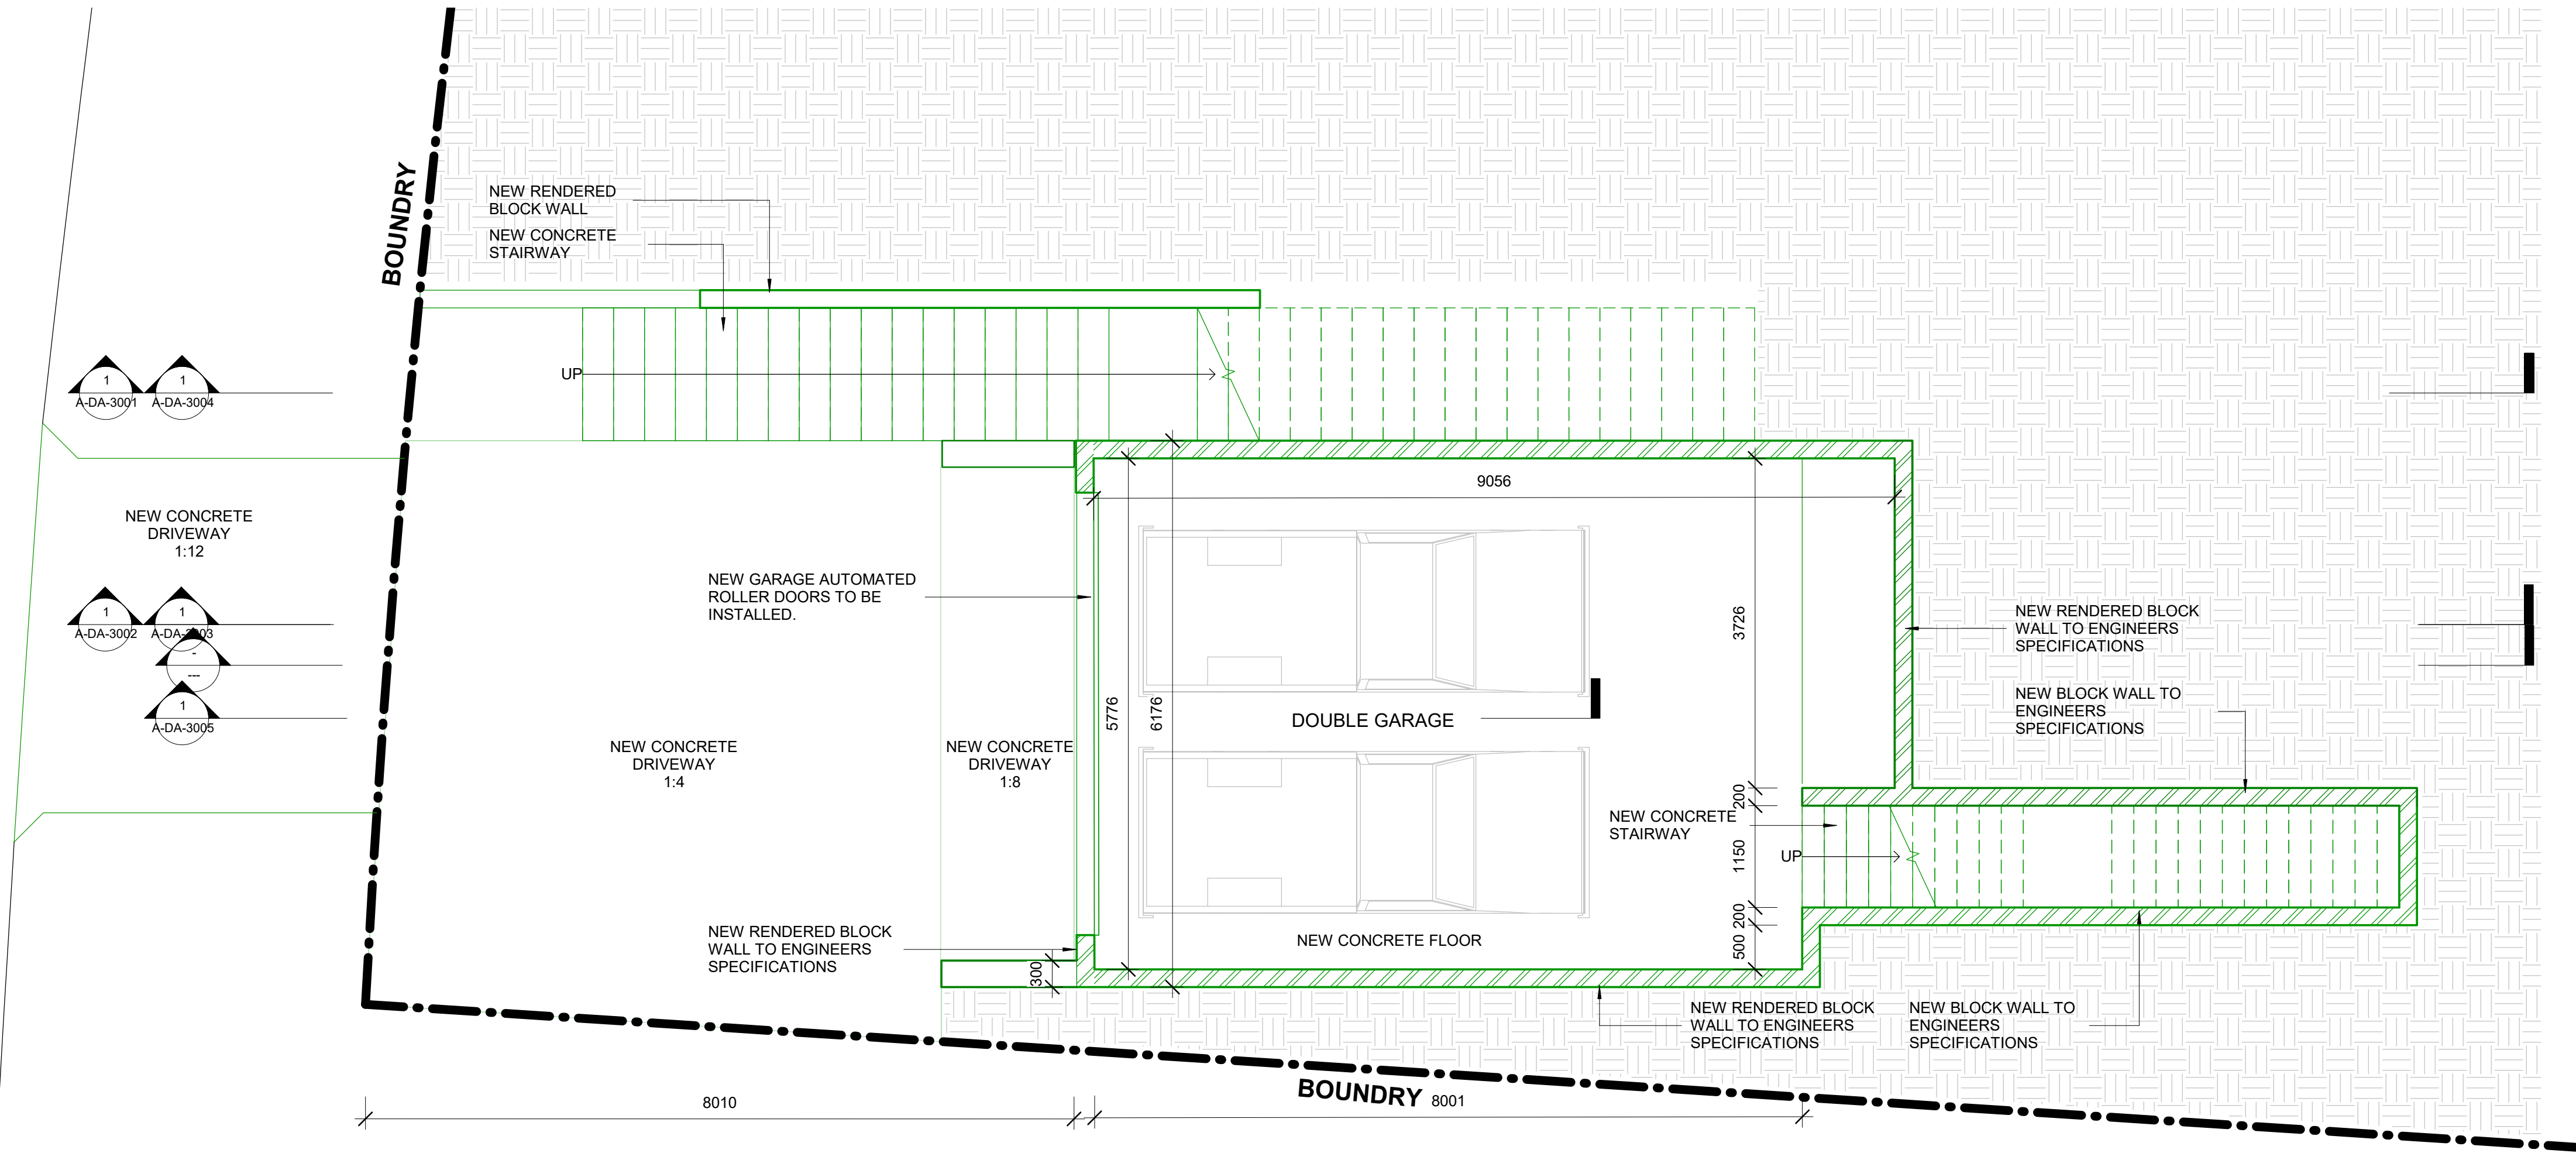 BOUNDRY
NEW RENDERED
BLOCK WALL
NEW CONCRETE
STAIRWAY
UP
1
A-DA-3001
1
A-DA-3004
9056
NEW CONCRETE
DRIVEWAY
1:12
NEW GARAGE AUTOMATED
ROLLER DOORS TO BE
INSTALLED.
1
A-DA-3002
1
A-DA-3003
-
---
1
A-DA-3005
3726
NEW RENDERED BLOCK
WALL TO ENGINEERS
SPECIFICATIONS
NEW BLOCK WALL TO
ENGINEERS
SPECIFICATIONS
5776
6176
DOUBLE GARAGE
NEW CONCRETE
DRIVEWAY
1:4
NEW CONCRETE
DRIVEWAY
1:8
200
NEW CONCRETE
STAIRWAY
1150
UP
200
500
NEW RENDERED BLOCK
WALL TO ENGINEERS
SPECIFICATIONS
NEW CONCRETE FLOOR
300
NEW RENDERED BLOCK
WALL TO ENGINEERS
SPECIFICATIONS
NEW BLOCK WALL TO
ENGINEERS
SPECIFICATIONS
8010
BOUNDRY
8001